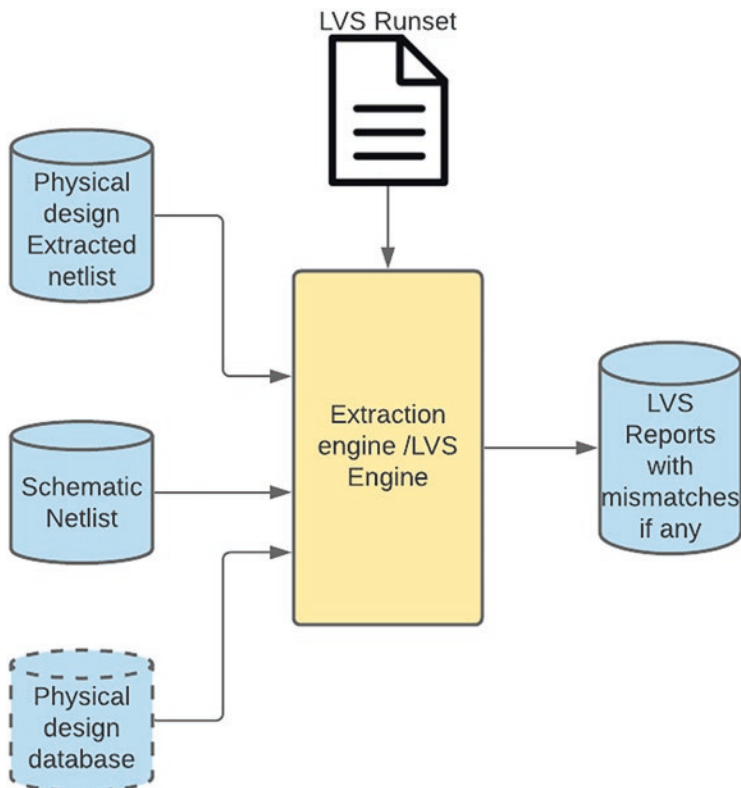 LVS Runset
Physical
design
Extracted
netlist
Schematic
Netlist
Physical
design
database
Extraction
engine /LVS
Engine
LVS
Reports
with
mismatches
if any